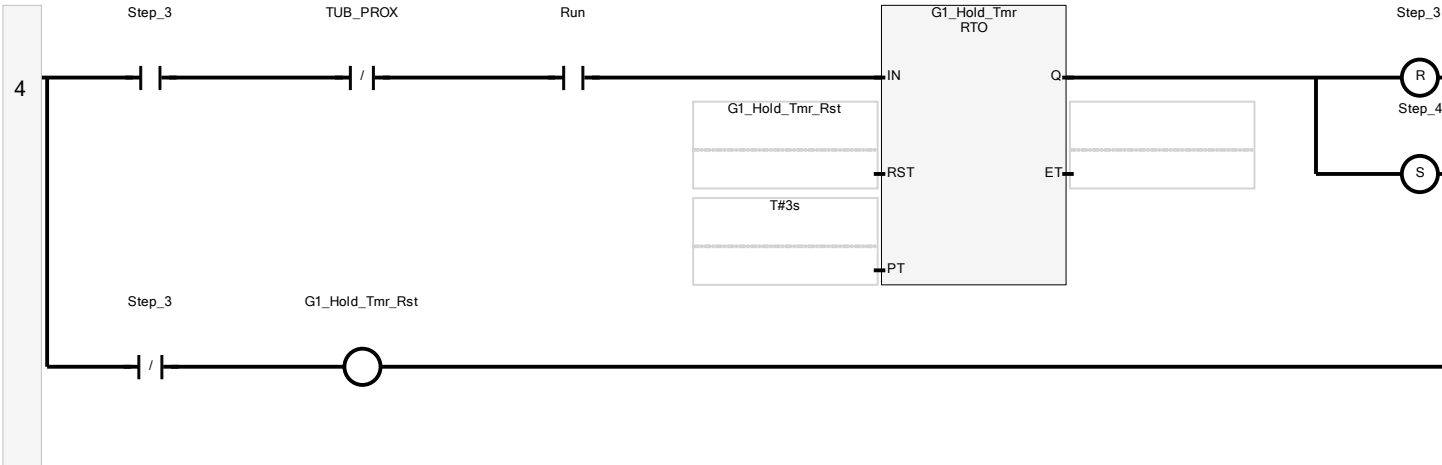 Step_3
TUB_PROX
Run
G1_Hold_Tmr
RTO
Step_3
4
/
IN
Q
R
G1_Hold_Tmr_Rst
Step_4
RST
ET
S
T#3s
PT
Step_3
G1_Hold_Tmr_Rst
/